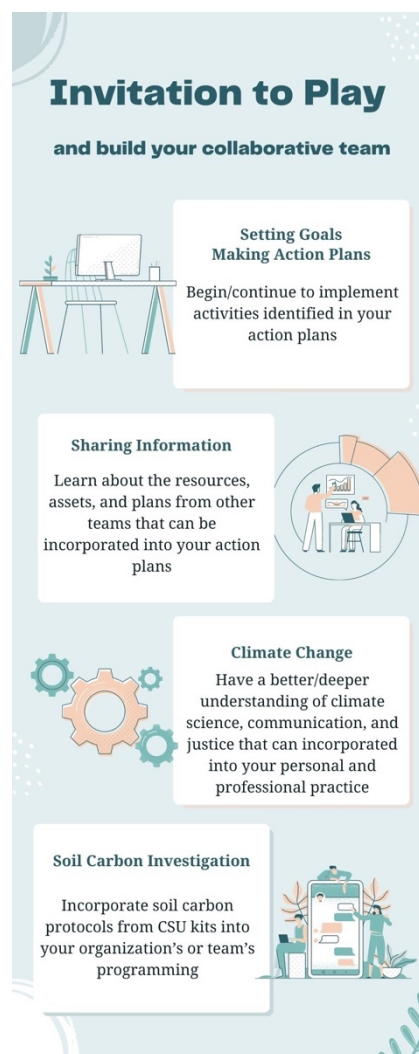 Invitation to Play
and build your collaborative team
Setting Goals
Making Action Plans
Begin/continue to implement
activities identified in your
action plans
Sharing Information
Learn about the resources,
assets, and plans from other
teams that can be
incorporated into your action
plans
Climate Change
Have a better/deeper
understanding of climate
science, communication, and
justice that can incorporated
into your personal and
professional practice
Soil Carbon Investigation
Incorporate soil carbon
protocols from CSU kits into
your organization’s or team’s
programming